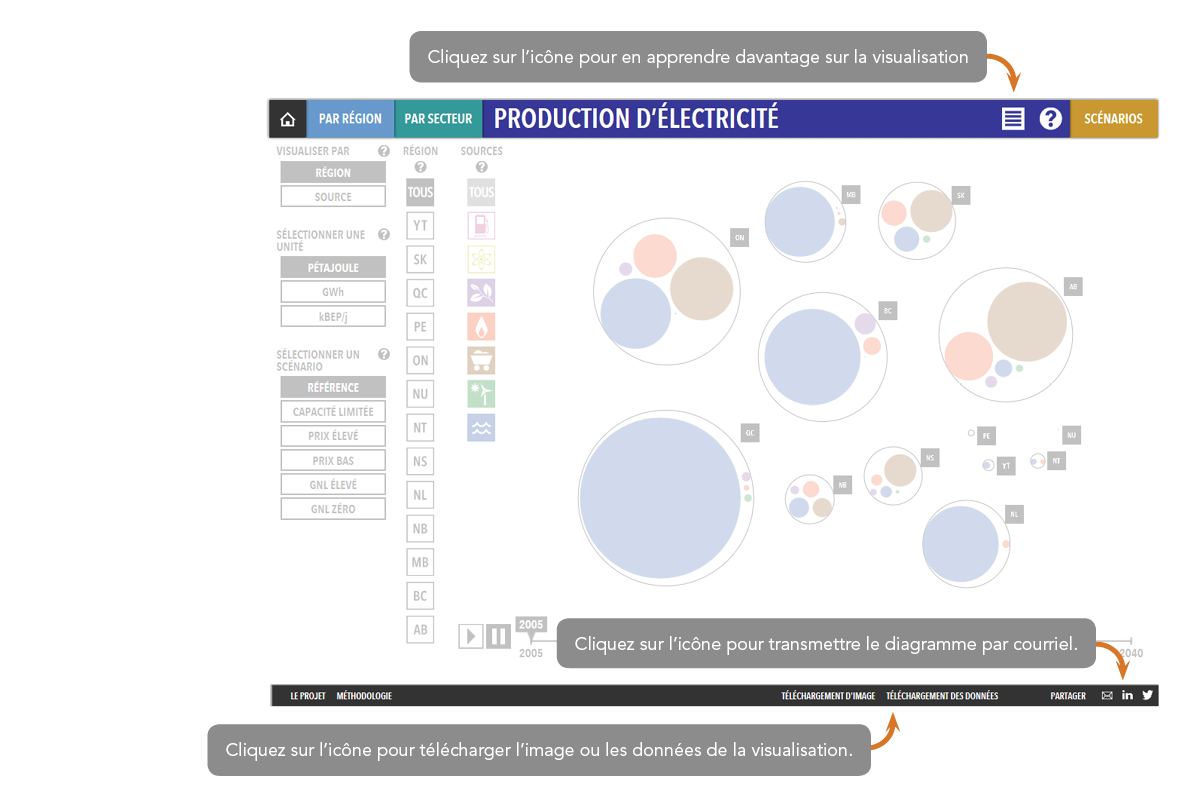 Cliquez sur l'icône pour en apprendre davantage sur la visualisation
PAR RÉGION
PAR SECTEUR
PRODUCTION D'ÉLECTRICITÉ
SCÉNARIOS
VISUALISER PAR ?
RÉGION
SOURCE
SÉLECTIONNER UNE ?
UNITÉ
PÉTAJOULE
GWh
kBEP/j
SÉLECTIONNER UN ?
SCÉNARIO
RÉFÉRENCE
CAPACITÉ LIMITÉE
PRIX ÉLEVÉ
PRIX BAS
GNL ÉLEVÉ
GNL ZÉRO
RÉGION
?
TOUS
YT
SK
QC
PE
ON
NU
NT
NS
NL
NB
MB
BC
AB
SOURCES
?
TOUS
MB
SK
ON
AB
BC
QC
PE
NU
NS
YT
NT
NB
NL
2005
2005
2040
Cliquez sur l'icône pour transmettre le diagramme par courriel.
LE PROJET
MÉTHODOLOGIE
TÉLÉCHARGEMENT D'IMAGE
TÉLÉCHARGEMENT DES DONNÉES
PARTAGER
in
Cliquez sur l'icône pour télécharger l'image ou les données de la visualisation.